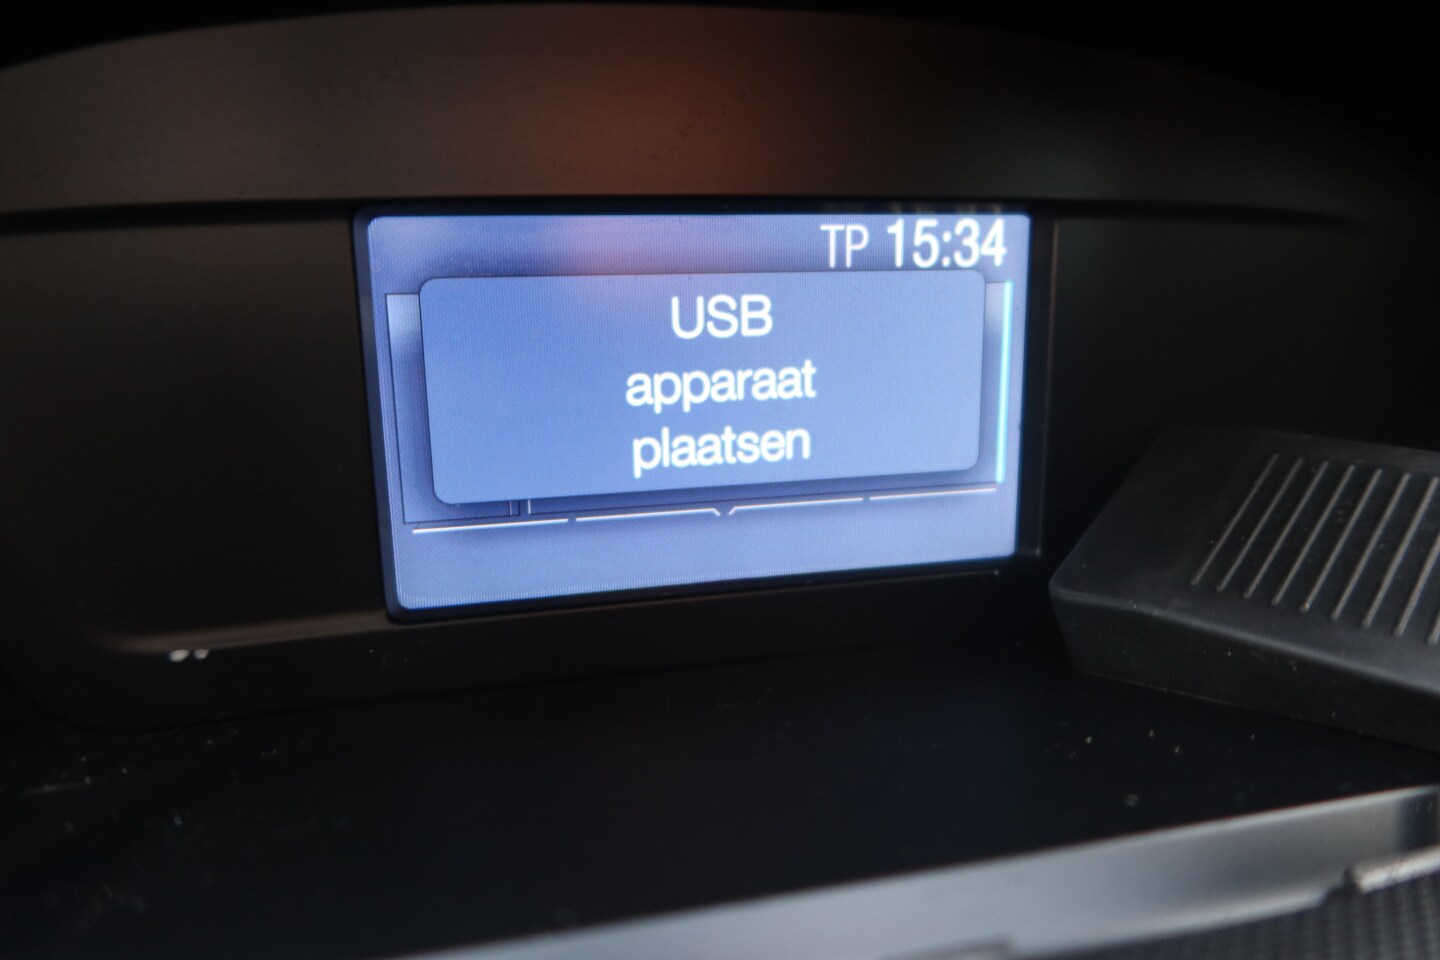 TP 15:34
USB
apparaat
plaatsen